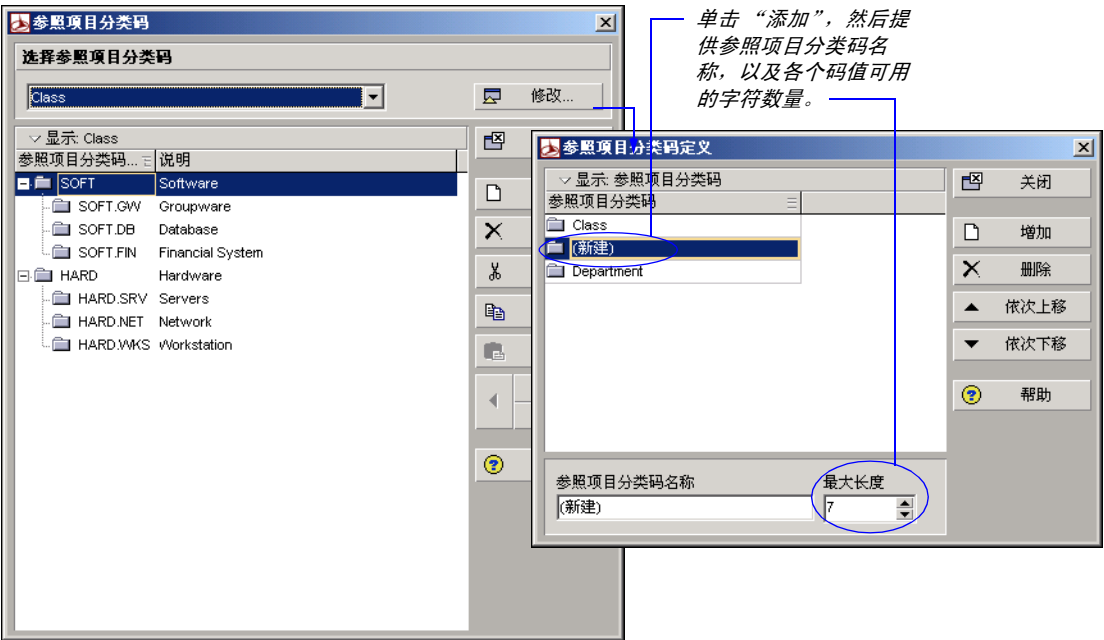 参照项目分类码
选择参照项目分类码
Class
修改...
显示: Class
参照项目分类码...
说明
SOFT
Software
SOFT.GW
Groupware
SOFT.DB
Database
SOFT.FIN
Financial System
HARD
Hardware
HARD.SRV
Servers
HARD.NET
Network
HARD.WKS
Workstation
单击 “添加”，然后提
供参照项目分类码名
称，以及各个码值可用
的字符数量。
参照项目分类码定义
显示: 参照项目分类码
参照项目分类码
Class
(新建)
Department
关闭
增加
删除
依次上移
依次下移
帮助
参照项目分类码名称
最大长度
(新建)
7